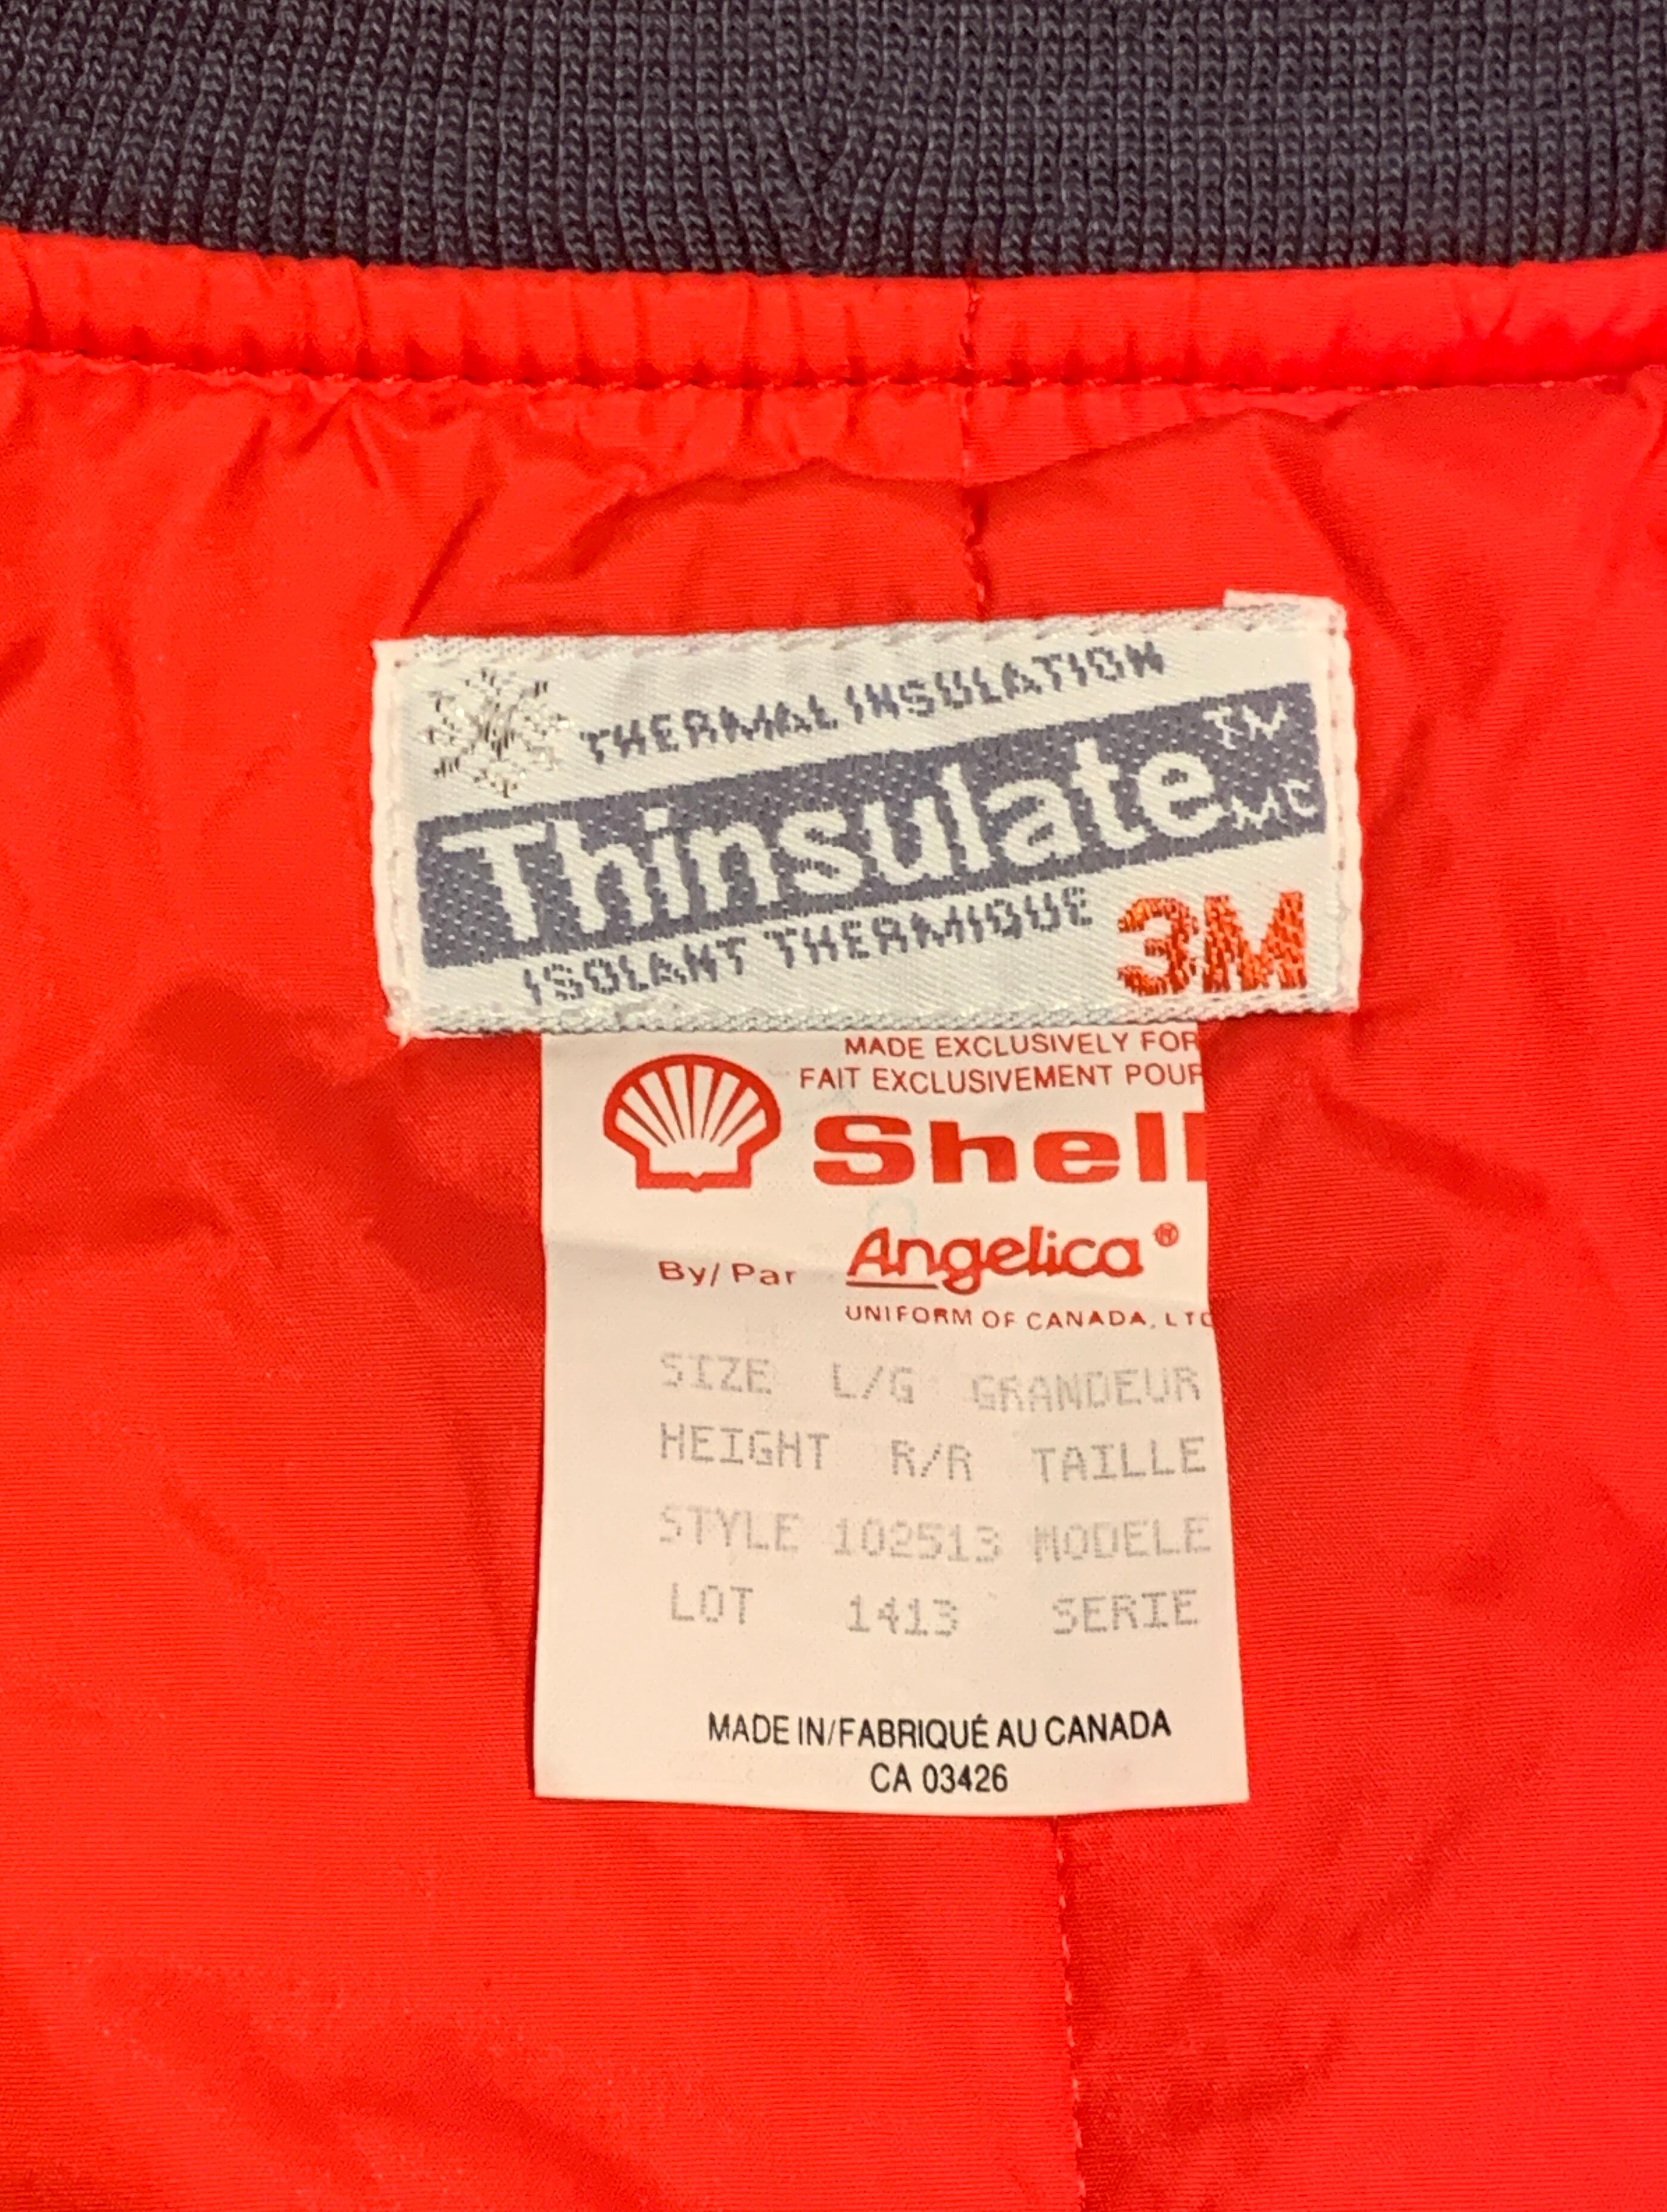 THERMAL INSULATION
Thinsulate TM MC
ISOLANT THERMIQUE 3M
MADE EXCLUSIVELY FOR
FAIT EXCLUSIVEMENT POUR
Shell
By/Par Angelica®
UNIFORM OF CANADA, LTD
SIZE L/G GRANDEUR
HEIGHT R/R TAILLE
STYLE 102513 MODELE
LOT 1413 SERIE
MADE IN/FABRIQUÉ AU CANADA
CA 03426